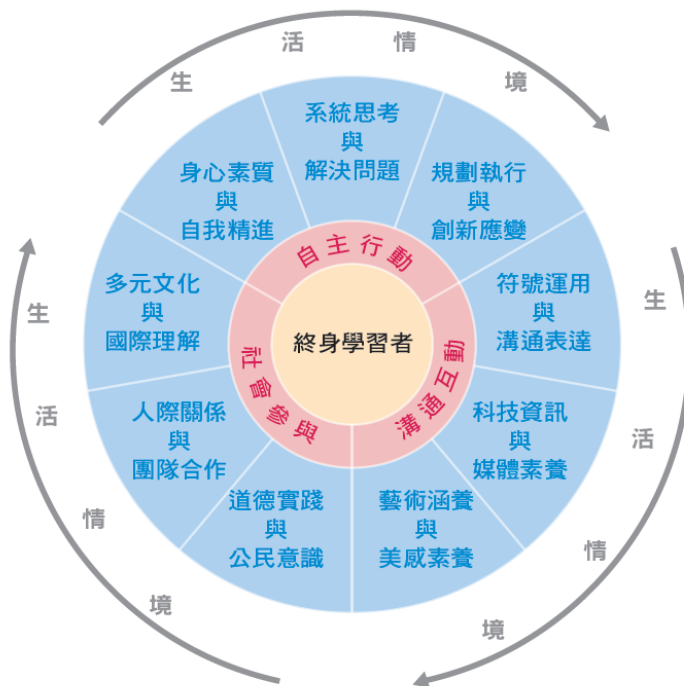 生活情境
系統思考
與
解決問題
身心素質
與
自我精進
規劃執行
與
創新應變
自主行動
多元文化
與
國際理解
符號運用
與
溝通表達
生活情境
生活情境
終身學習者
社會參與
溝通互動
人際關係
與
團隊合作
科技資訊
與
媒體素養
道德實踐
與
公民意識
藝術涵養
與
美感素養